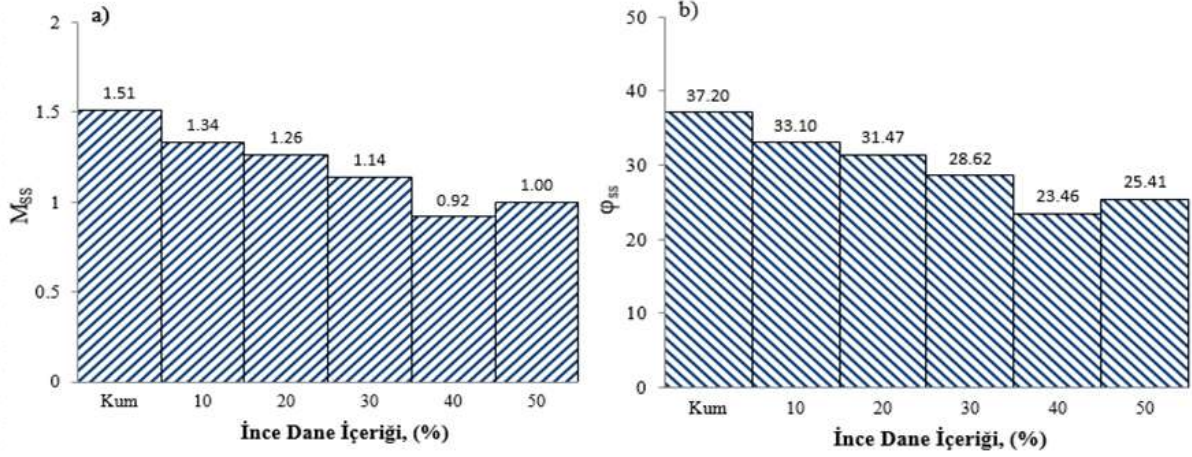 a)
2
1.5
1
0.5
0
M_SS
1.51
1.34
1.26
1.14
0.92
1.00
Kum 10 20 30 40 50
İnce Dane İçeriği, (%)
b)
50
40
30
20
10
0
φ_ss
37.20
33.10
31.47
28.62
23.46
25.41
Kum 10 20 30 40 50
İnce Dane İçeriği, (%)